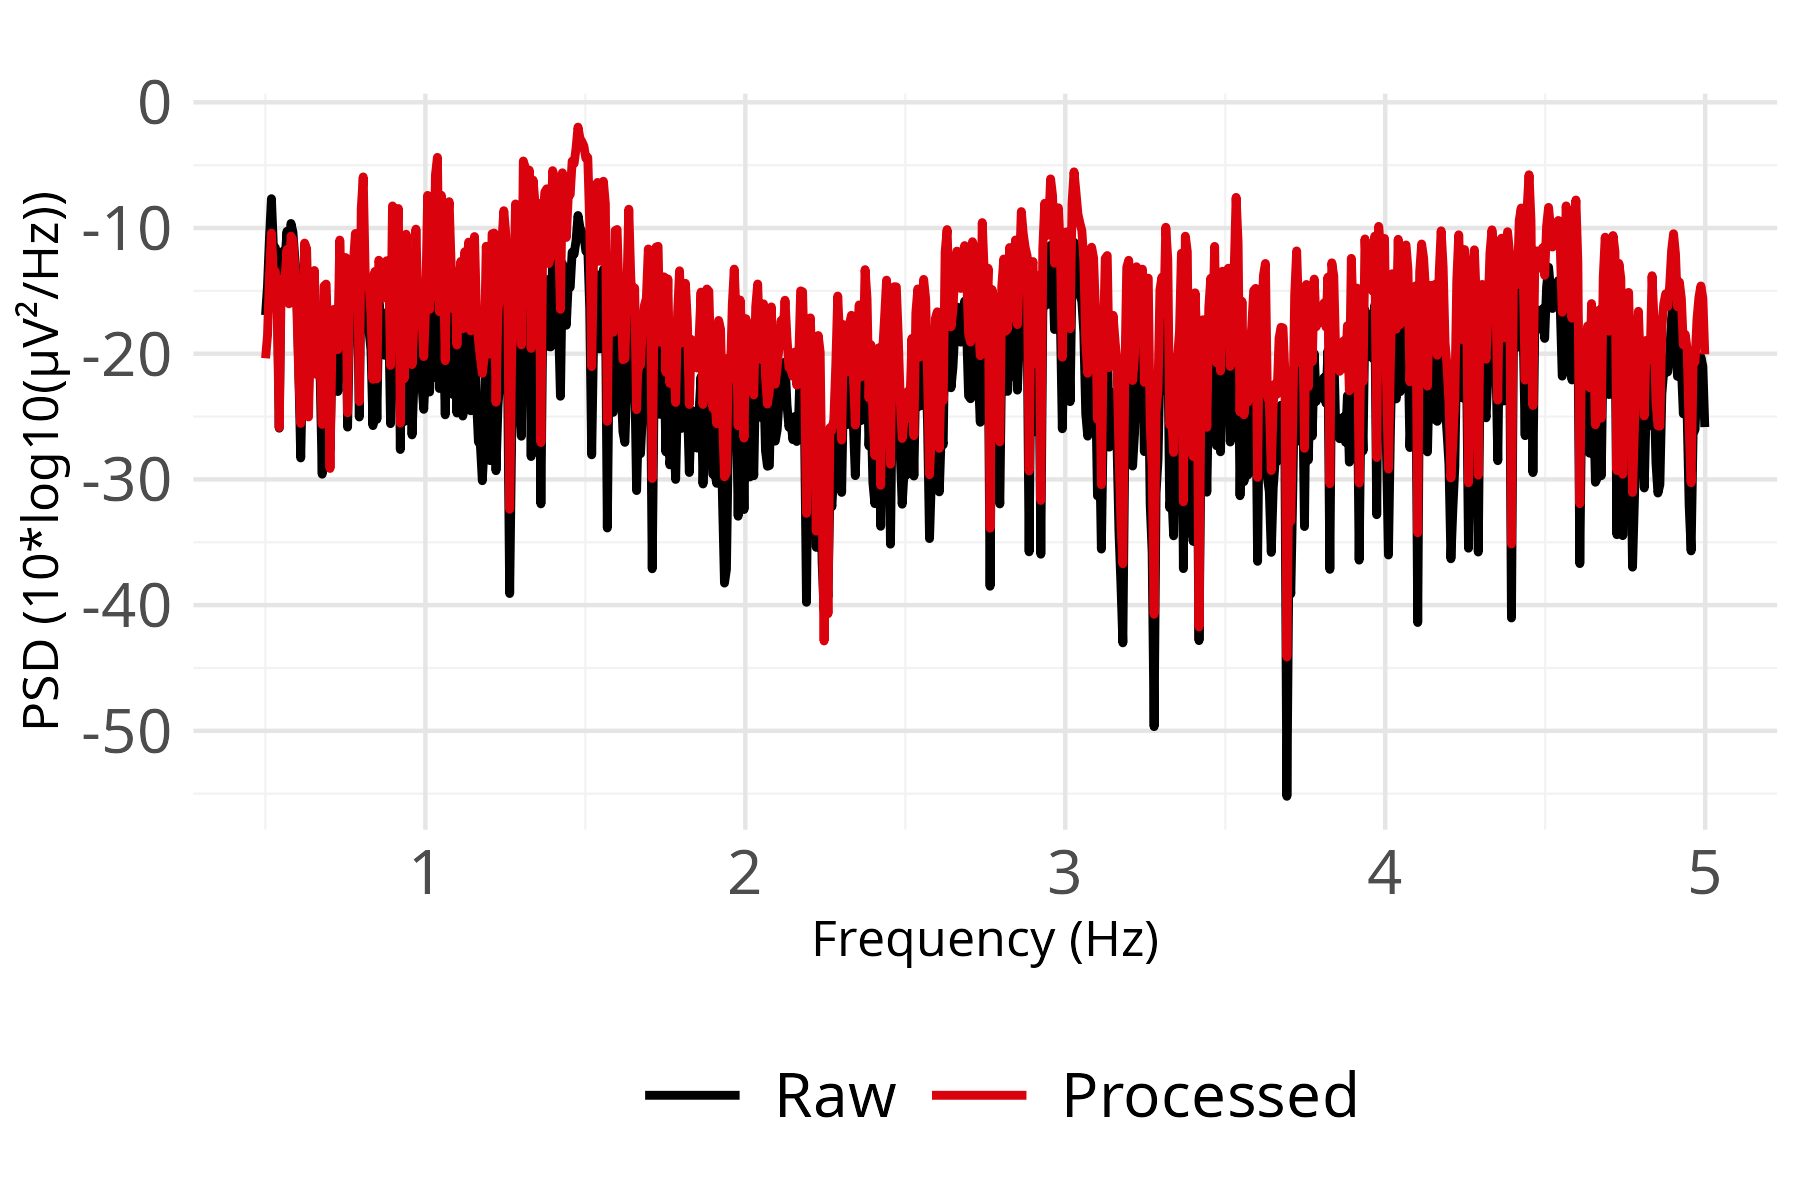 0
-10
-20
-30
-40
-50
PSD (10*log10(µV²/Hz))
1 2 3 4 5
Frequency (Hz)
Raw Processed